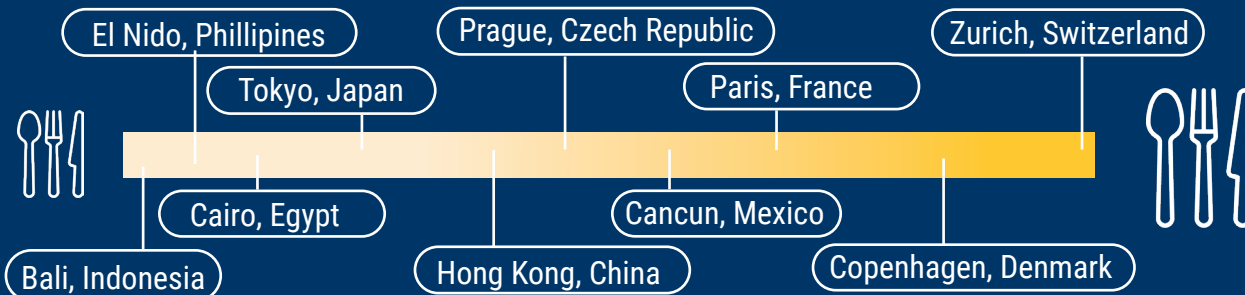 El Nido, Phillipines
Prague, Czech Republic
Zurich, Switzerland
Tokyo, Japan
Paris, France
Cairo, Egypt
Cancun, Mexico
Bali, Indonesia
Hong Kong, China
Copenhagen, Denmark